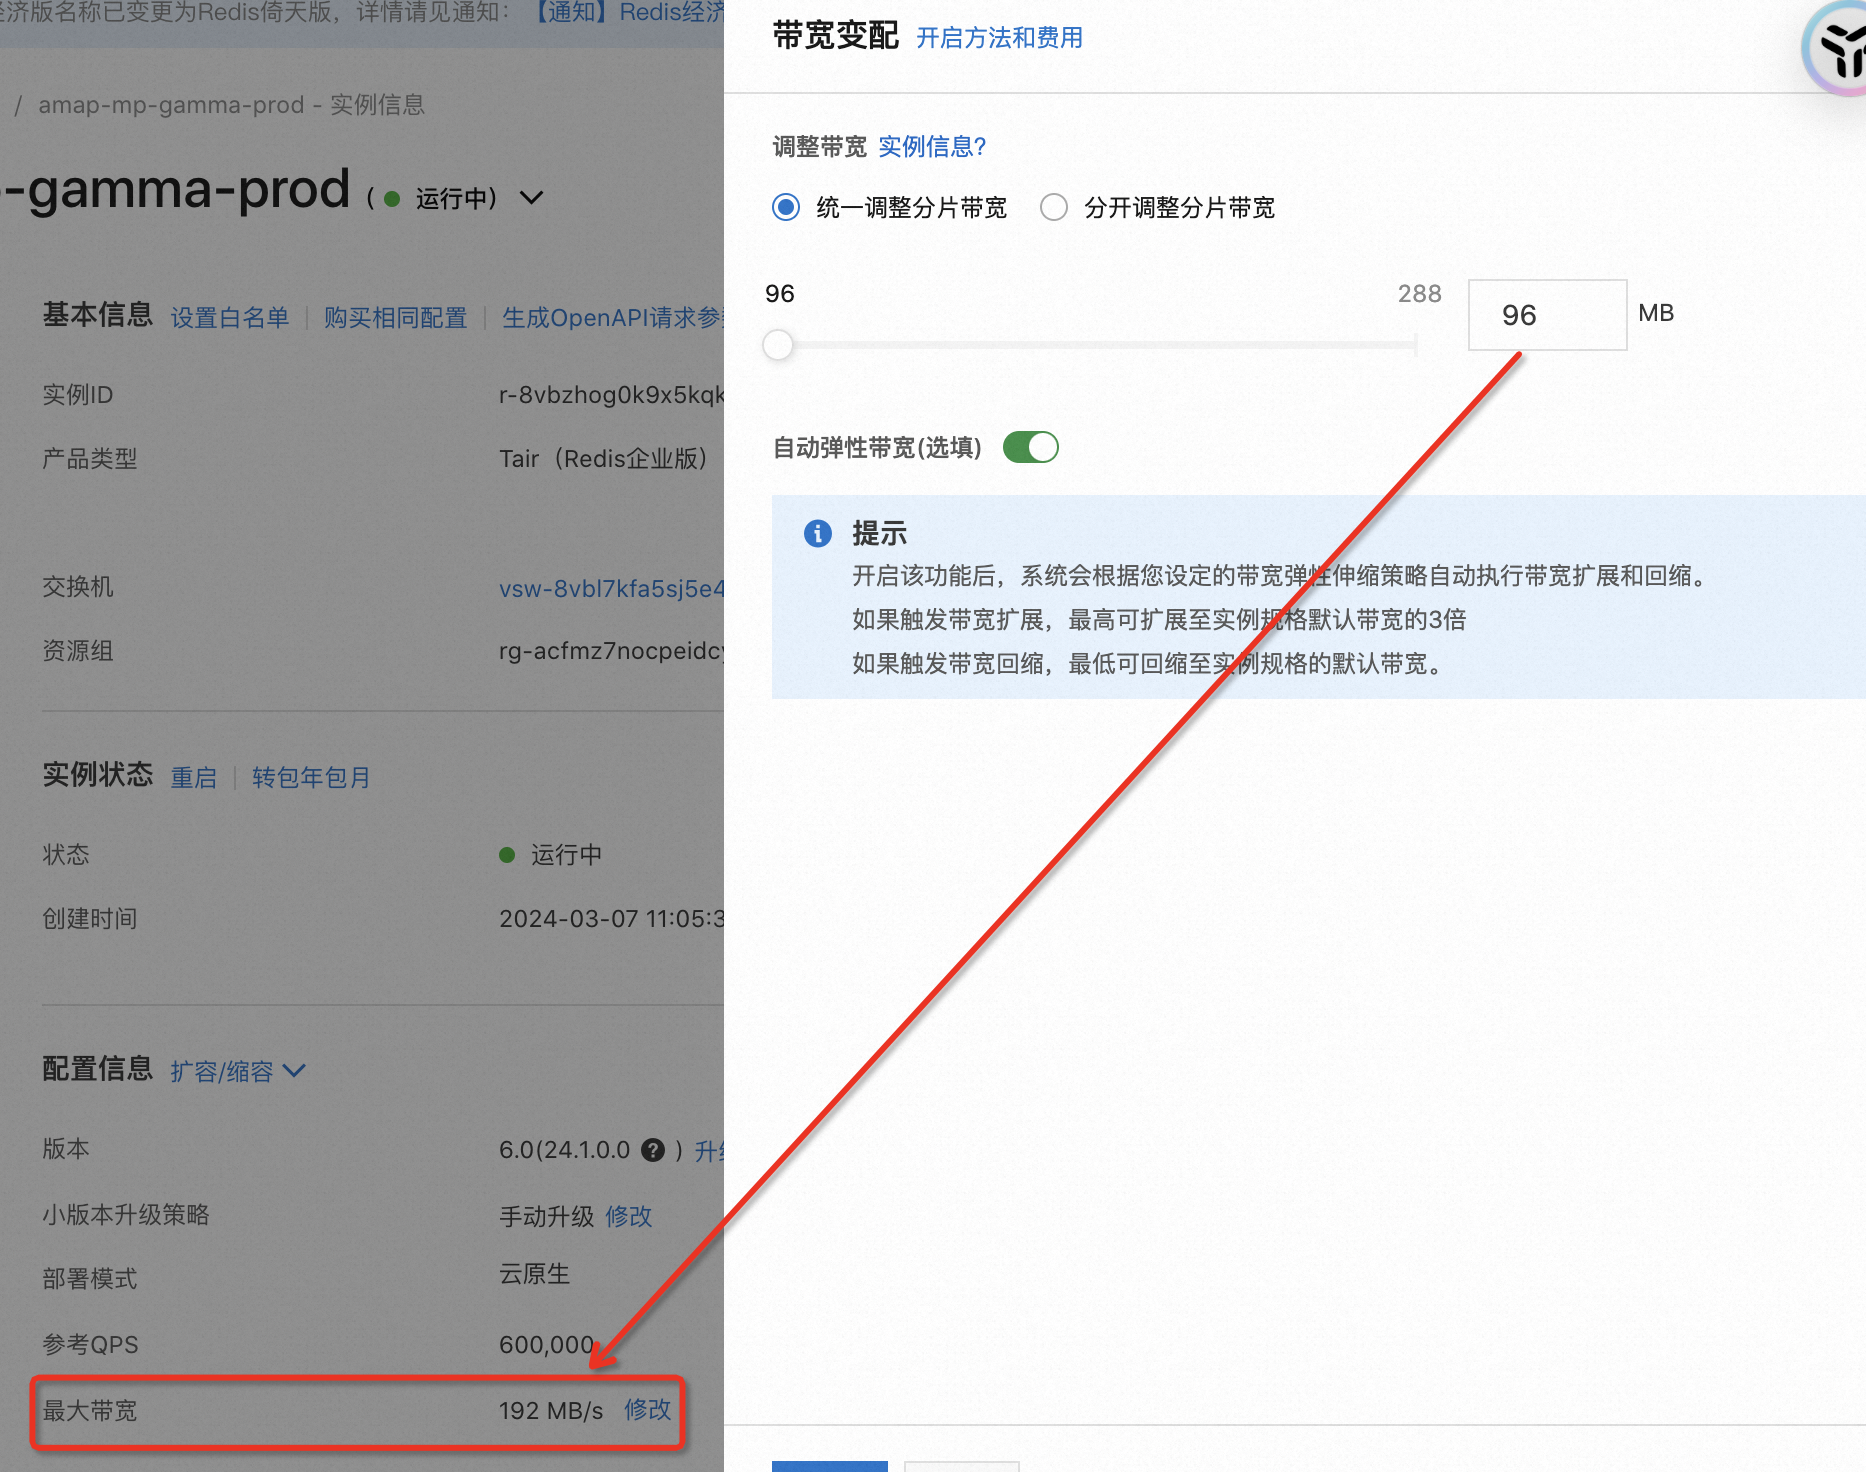 经济版名称已变更为Redis倚天版，详情请见通知：【通知】Redis经济
/ amap-mp-gamma-prod - 实例信息
-gamma-prod ( 运行中)
基本信息 设置白名单 购买相同配置 生成OpenAPI请求参数
实例ID r-8vbzhog0k9x5kqk
产品类型 Tair（Redis企业版）
交换机 vsw-8vbl7kfa5sj5e4
资源组 rg-acfmz7nocpeidcy
实例状态 重启 转包年包月
状态 运行中
创建时间 2024-03-07 11:05:3
配置信息 扩容/缩容
版本 6.0(24.1.0.0 ? ) 升级
小版本升级策略 手动升级 修改
部署模式 云原生
参考QPS 600,000
最大带宽 192 MB/s 修改
带宽变配 开启方法和费用
调整带宽 实例信息?
统一调整分片带宽 分开调整分片带宽
96 288 96 MB
自动弹性带宽(选填)
提示
开启该功能后，系统会根据您设定的带宽弹性伸缩策略自动执行带宽扩展和回缩。
如果触发带宽扩展，最高可扩展至实例规格默认带宽的3倍
如果触发带宽回缩，最低可回缩至实例规格的默认带宽。